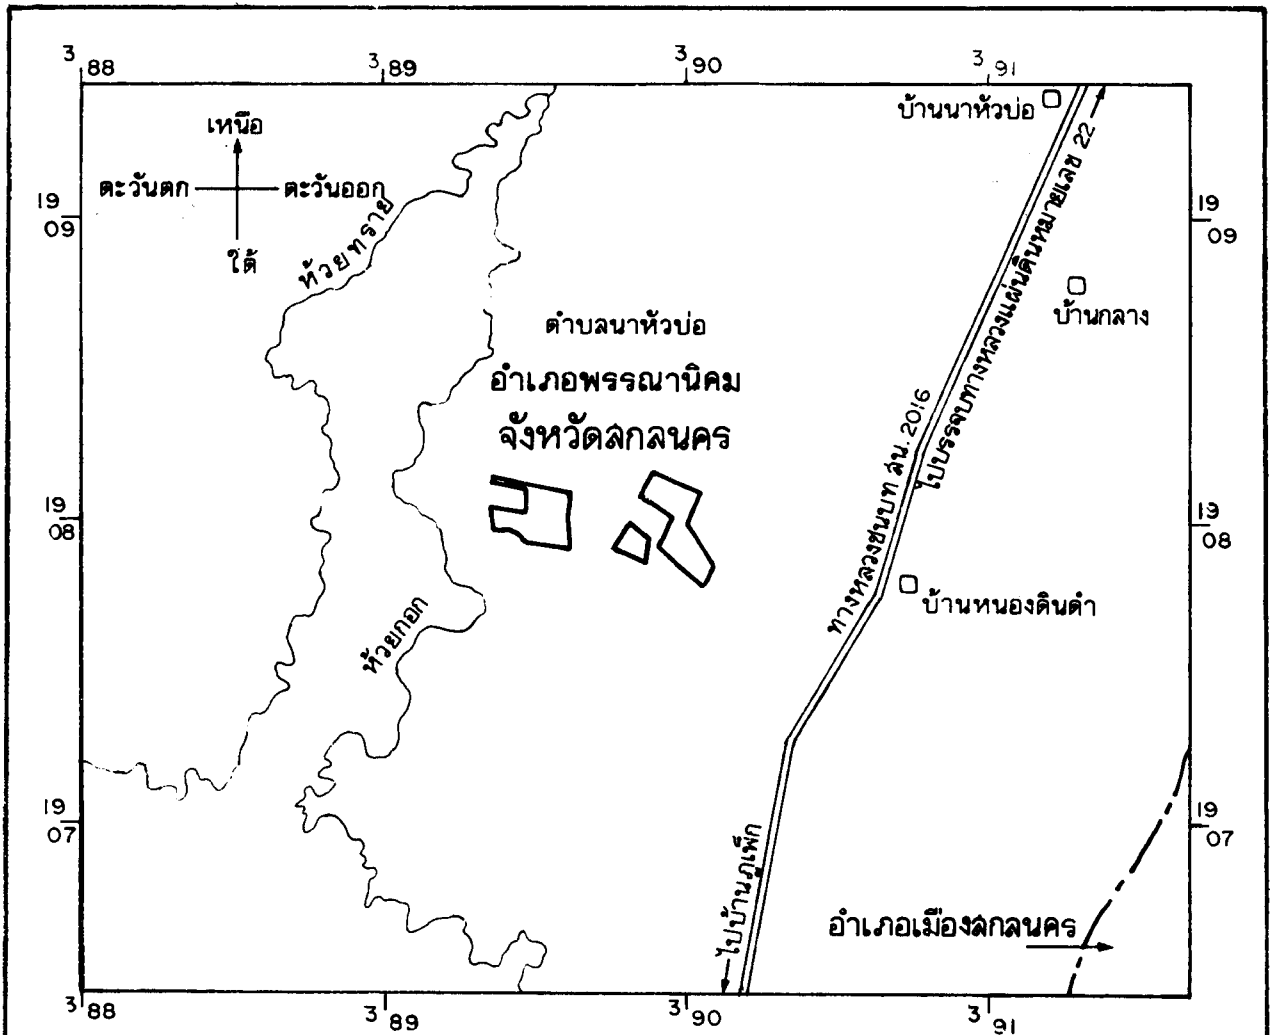 3 88 3 89 3 90 3 91
บ้านนาหัวบ่อ
เหนือ
ตะวันตก ตะวันออก
ใต้
19 09
19 09
ห้วยทราย
ไปบรรจบทางหลวงแผ่นดินหมายเลข 22
บ้านกลาง
ตำบลนาหัวบ่อ
อำเภอพรรณานิคม
จังหวัดสกลนคร
ทางหลวงชนบท สน. 2016
19 08
19 08
บ้านหนองดินดำ
ห้วยกอก
19 07
19 07
ไปบ้านภูเพ็ก
อำเภอเมืองสกลนคร
3 88 3 89 3 90 3 91